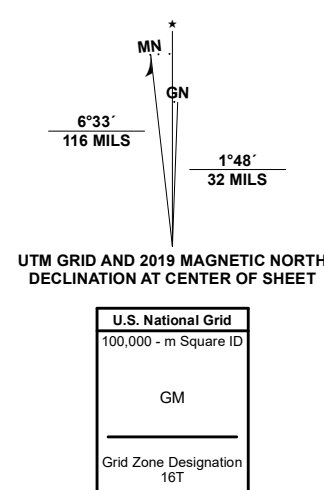 ★
MN
GN
6°33´
116 MILS
1°48´
32 MILS
UTM GRID AND 2019 MAGNETIC NORTH
DECLINATION AT CENTER OF SHEET
U.S. National Grid
100,000 - m Square ID
GM
Grid Zone Designation
16T